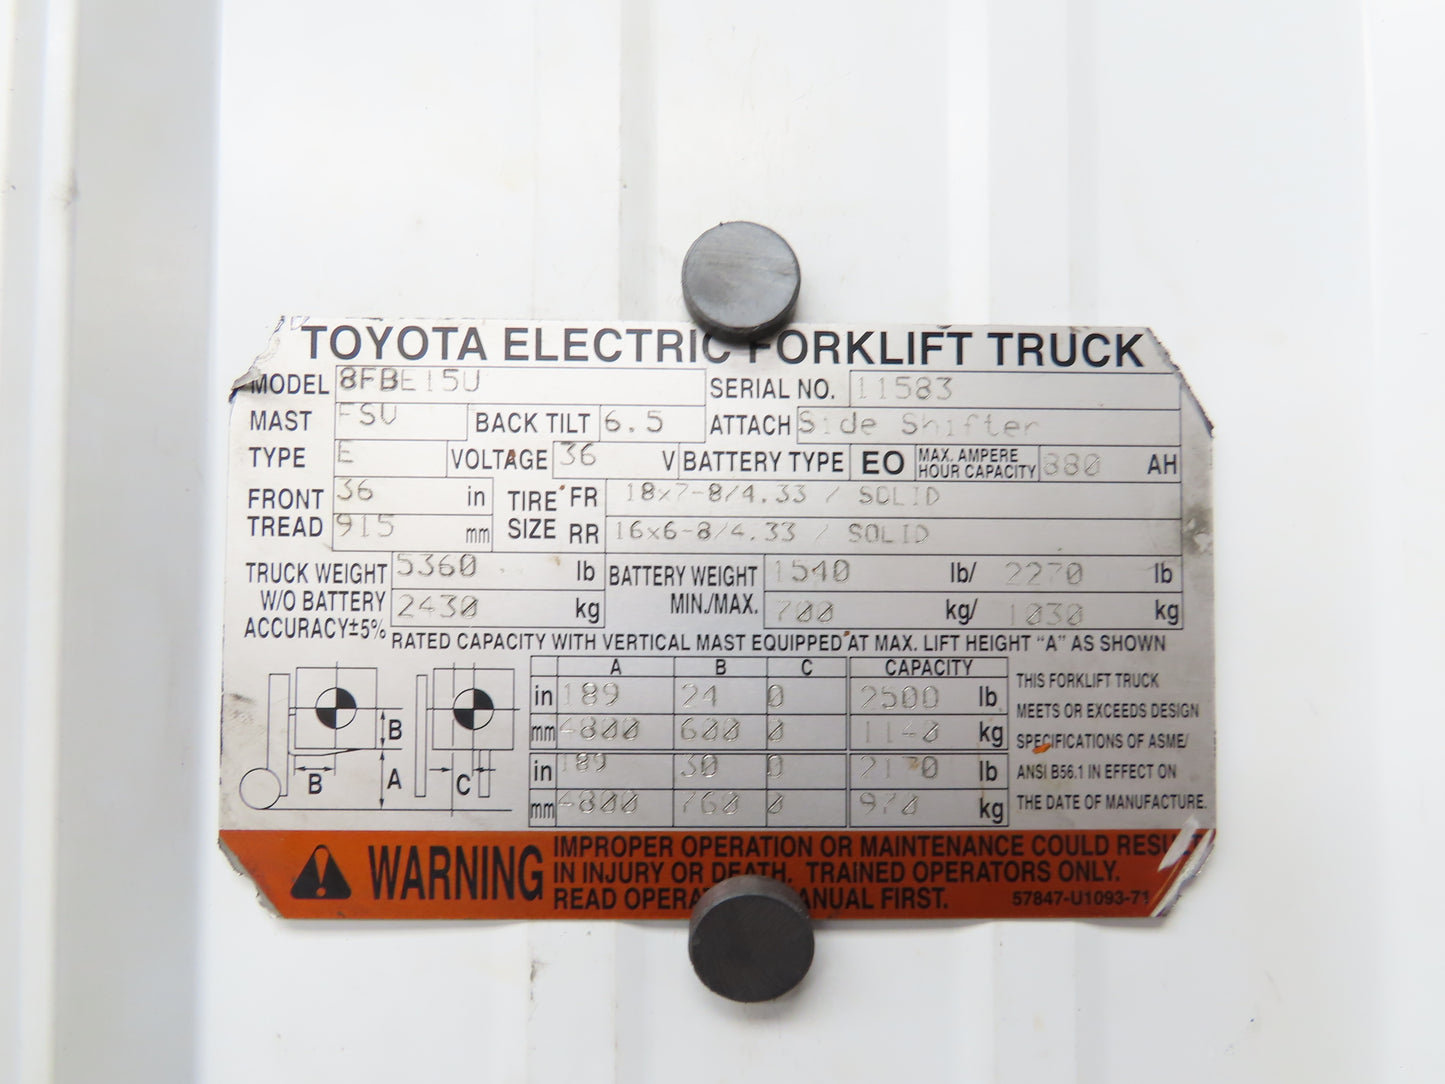 TOYOTA ELECTRIC FORKLIFT TRUCK
MODEL 8FBE15U SERIAL NO. 11583
MAST FSV BACK TILT 6.5 ATTACH Side Shifter
TYPE E VOLTAGE 36 V BATTERY TYPE EO MAX. AMPERE HOUR CAPACITY 880 AH
FRONT TREAD 36 in
915 mm
TIRE SIZE FR 18x7-8/4.33 / SOLID
RR 16x6-8/4.33 / SOLID
TRUCK WEIGHT W/O BATTERY ACCURACY±5% 5360 lb
2430 kg
BATTERY WEIGHT MIN./MAX. 1540 lb/ 2270 lb
700 kg/ 1030 kg
RATED CAPACITY WITH VERTICAL MAST EQUIPPED AT MAX. LIFT HEIGHT “A” AS SHOWN
B B A C
A B C CAPACITY
in 189 24 0 2500 lb
mm 4800 600 0 1140 kg
in 189 30 0 2170 lb
mm 4800 760 0 970 kg
THIS FORKLIFT TRUCK
MEETS OR EXCEEDS DESIGN
SPECIFICATIONS OF ASME/
ANSI B56.1 IN EFFECT ON
THE DATE OF MANUFACTURE.
WARNING
IMPROPER OPERATION OR MAINTENANCE COULD RESULT
IN INJURY OR DEATH. TRAINED OPERATORS ONLY.
READ OPERATOR MANUAL FIRST.
57847-U1093-71